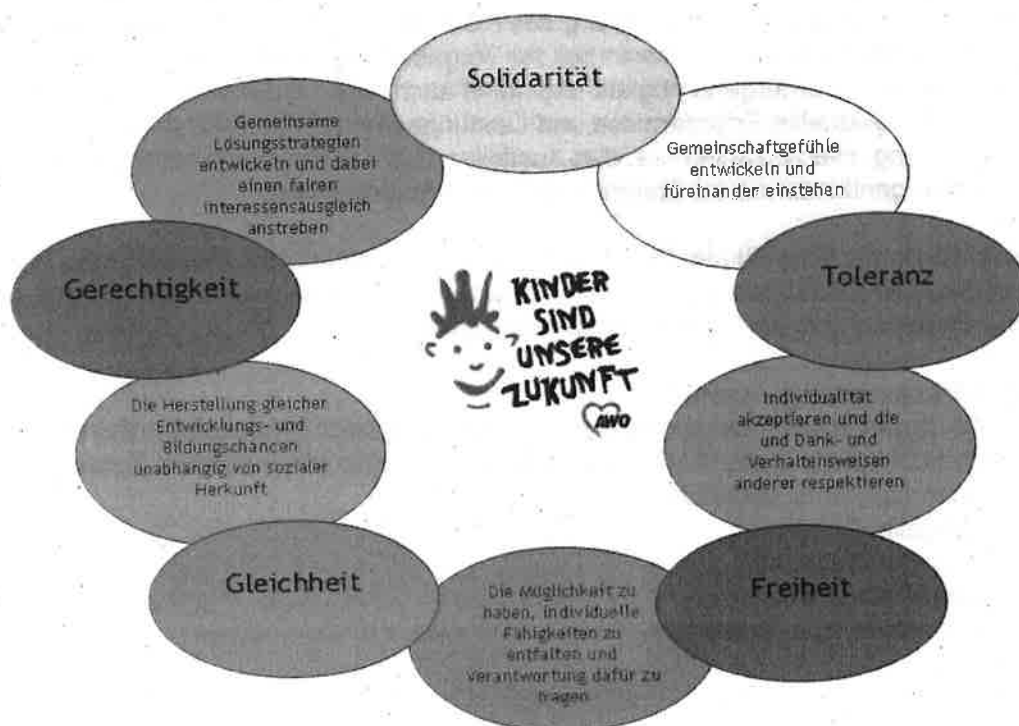 Solidarität
Gemeinschaftgefühle
entwickeln und
füreinander einstehen
Toleranz
Individualität
akzeptieren und die
und Dank- und
Verhaltensweisen
anderer respektieren
Freiheit
Die Möglichkeit zu
haben, individuelle
Fähigkeiten zu
entfalten und
Verantwortung dafür zu
tragen
Gleichheit
Die Herstellung gleicher
Entwicklungs- und
Bildungschancen
unabhängig von sozialer
Herkunft
Gerechtigkeit
Gemeinsame
Lösungsstrategien
entwickeln und dabei
einen fairen
Interessensausgleich
anstreben
KINDER
SIND
UNSERE
ZUKUNFT
AWO